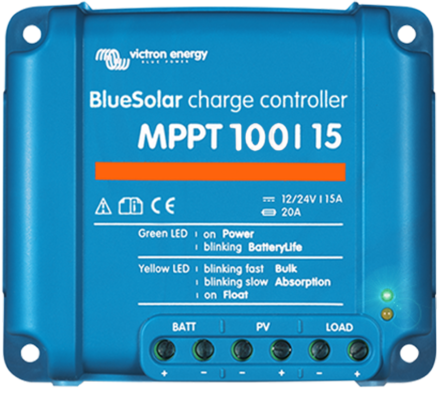 victron energy
BLUE POWER
BlueSolar charge controller
MPPT 100 | 15
12/24V | 15A
20A
CE
Green LED : on Power
: blinking BatteryLife
Yellow LED : blinking fast Bulk
: blinking slow Absorption
: on Float
BATT PV LOAD
+ − − + − +